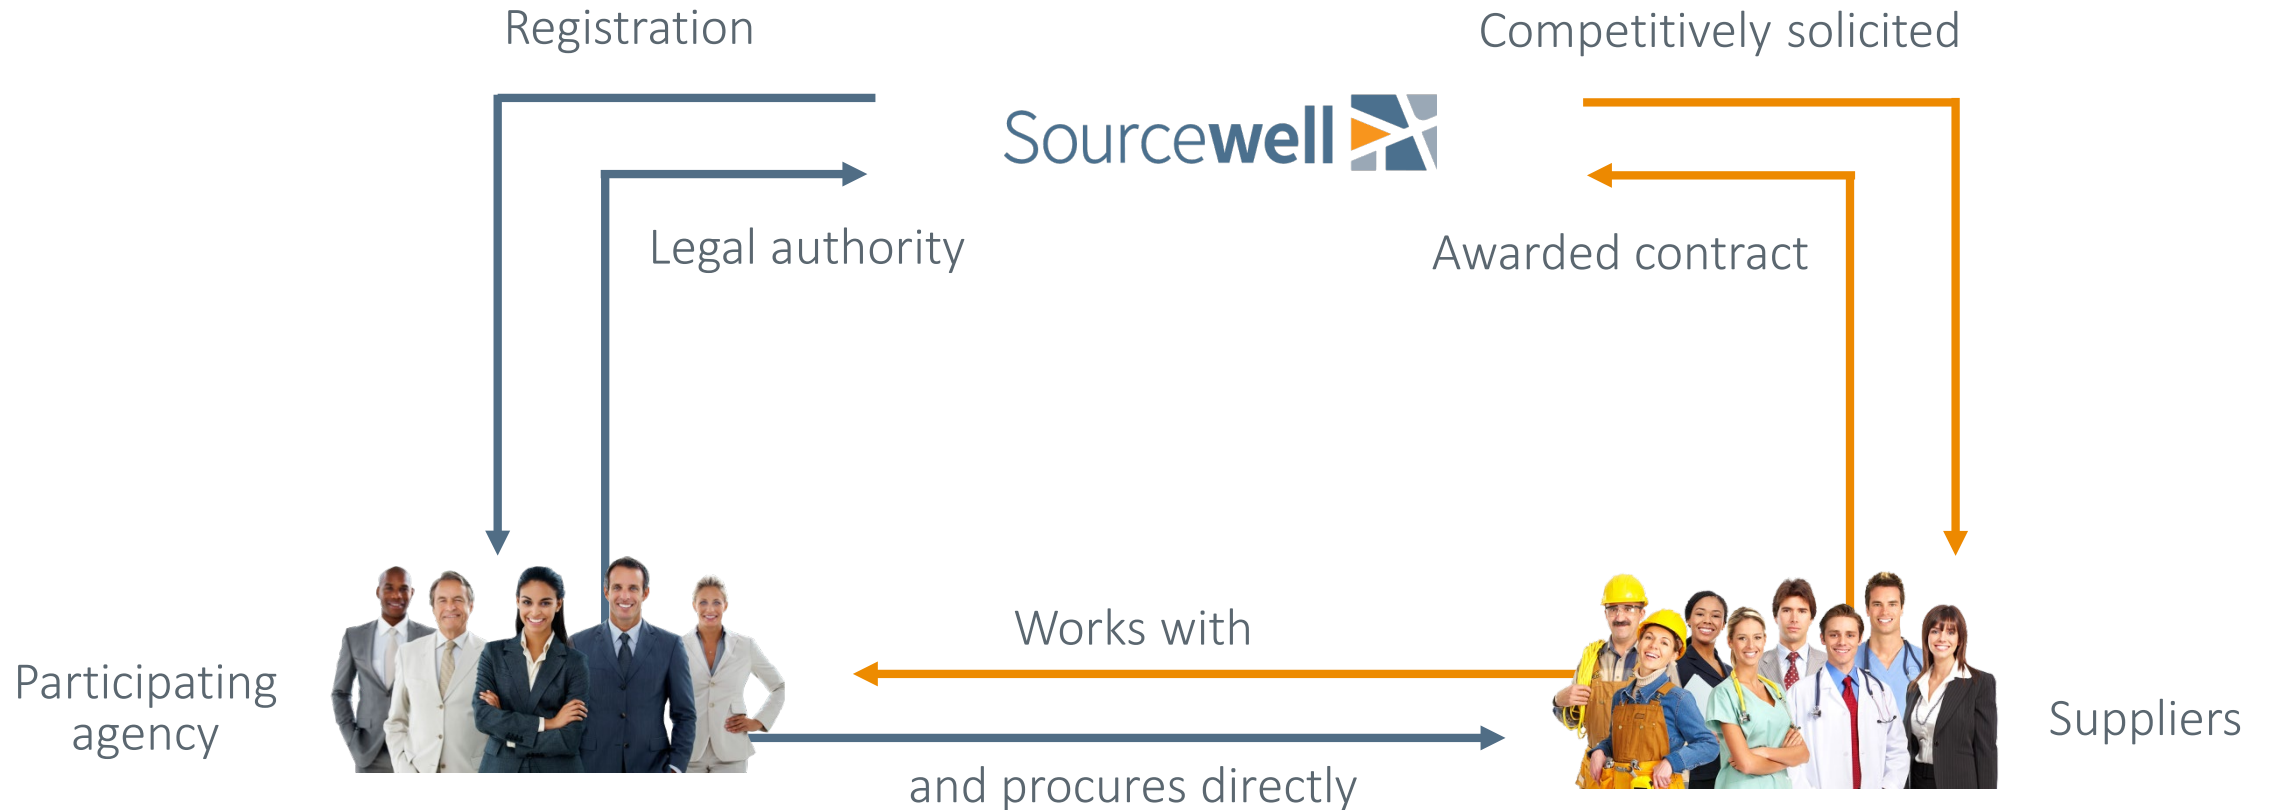 Registration
Competitively solicited
Sourcewell
Legal authority
Awarded contract
Works with
Participating
agency
Suppliers
and procures directly